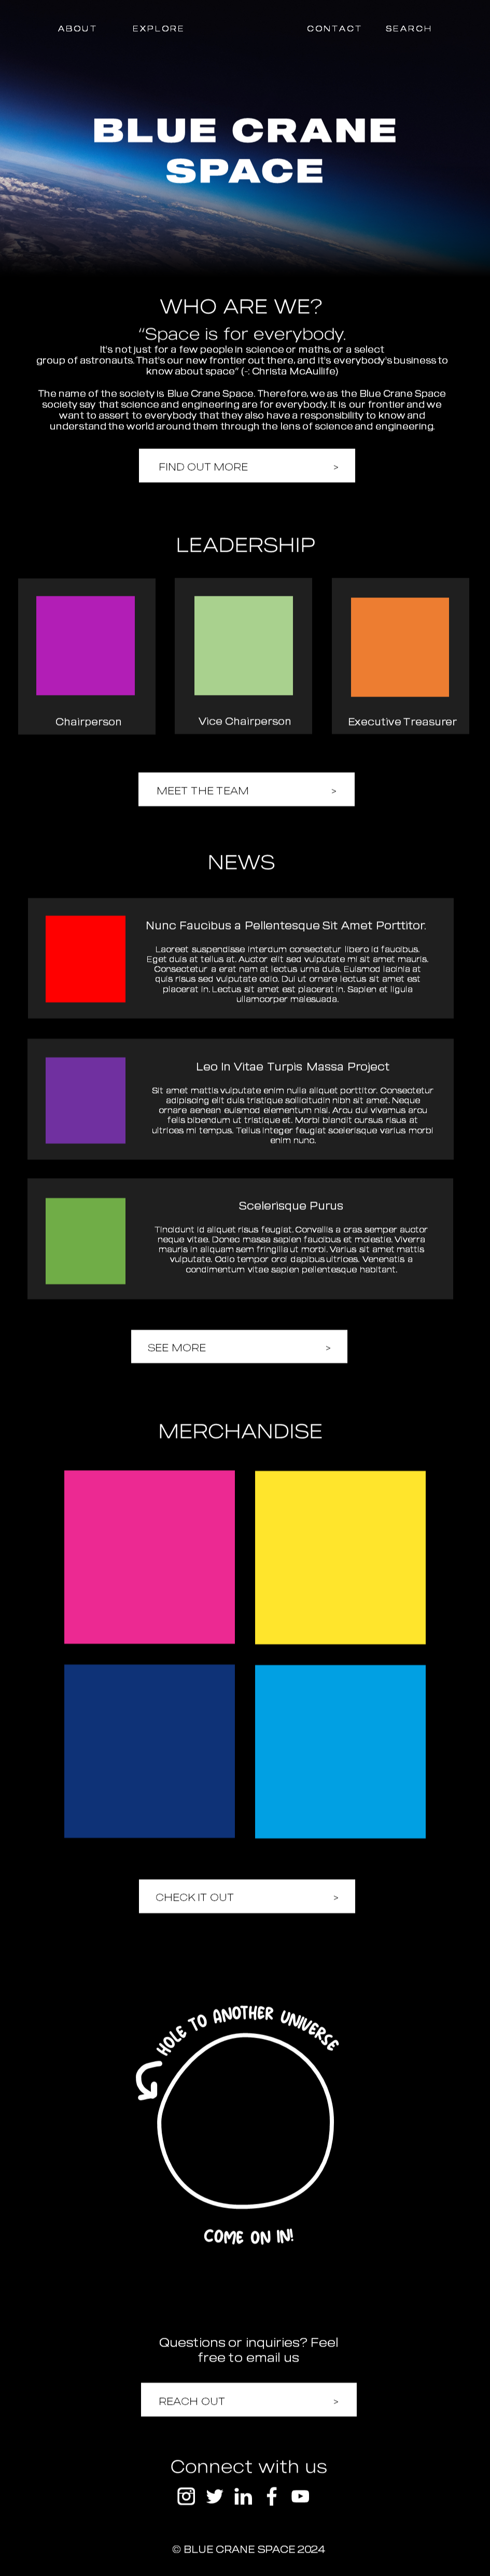 ABOUT EXPLORE CONTACT SEARCH
BLUE CRANE
SPACE
WHO ARE WE?
“Space is for everybody.
It's not just for a few people in science or maths, or a select
group of astronauts. That's our new frontier out there, and it's everybody's business to
know about space” (-: Christa McAullife)
The name of the society is Blue Crane Space. Therefore, we as the Blue Crane Space
society say that science and engineering are for everybody. It is our frontier and we
want to assert to everybody that they also have a responsibility to know and
understand the world around them through the lens of science and engineering.
FIND OUT MORE >
LEADERSHIP
Chairperson
Vice Chairperson
Executive Treasurer
MEET THE TEAM >
NEWS
Nunc Faucibus a Pellentesque Sit Amet Porttitor.
Laoreet suspendisse interdum consectetur libero id faucibus.
Eget duis at tellus at. Auctor elit sed vulputate mi sit amet mauris.
Consectetur a erat nam at lectus urna duis. Euismod lacinia at
quis risus sed vulputate odio. Dui ut ornare lectus sit amet est
placerat in. Lectus sit amet est placerat in. Sapien et ligula
ullamcorper malesuada.
Leo In Vitae Turpis Massa Project
Sit amet mattis vulputate enim nulla aliquet porttitor. Consectetur
adipiscing elit duis tristique sollicitudin nibh sit amet. Neque
ornare aenean euismod elementum nisi. Arcu dui vivamus arcu
felis bibendum ut tristique et. Morbi blandit cursus risus at
ultrices mi tempus. Tellus integer feugiat scelerisque varius morbi
enim nunc.
Scelerisque Purus
Tincidunt id aliquet risus feugiat. Convallis a cras semper auctor
neque vitae. Donec massa sapien faucibus et molestie. Viverra
mauris in aliquam sem fringilla ut morbi. Varius sit amet mattis
vulputate. Odio tempor orci dapibus ultrices. Venenatis a
condimentum vitae sapien pellentesque habitant.
SEE MORE >
MERCHANDISE
CHECK IT OUT >
HOLE TO ANOTHER UNIVERSE
COME ON IN!
Questions or inquiries? Feel
free to email us
REACH OUT >
Connect with us
© BLUE CRANE SPACE 2024